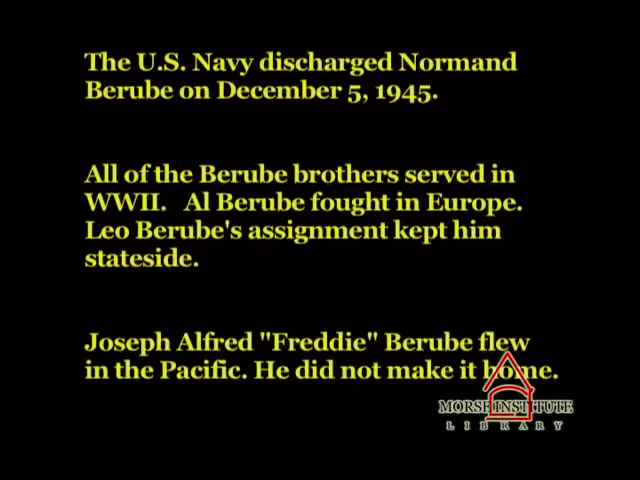 The U.S. Navy discharged Normand
Berube on December 5, 1945.
All of the Berube brothers served in
WWII.   Al Berube fought in Europe.
Leo Berube's assignment kept him
stateside.
Joseph Alfred "Freddie" Berube flew
in the Pacific. He did not make it home.
MORSE INSTITUTE
LIBRARY